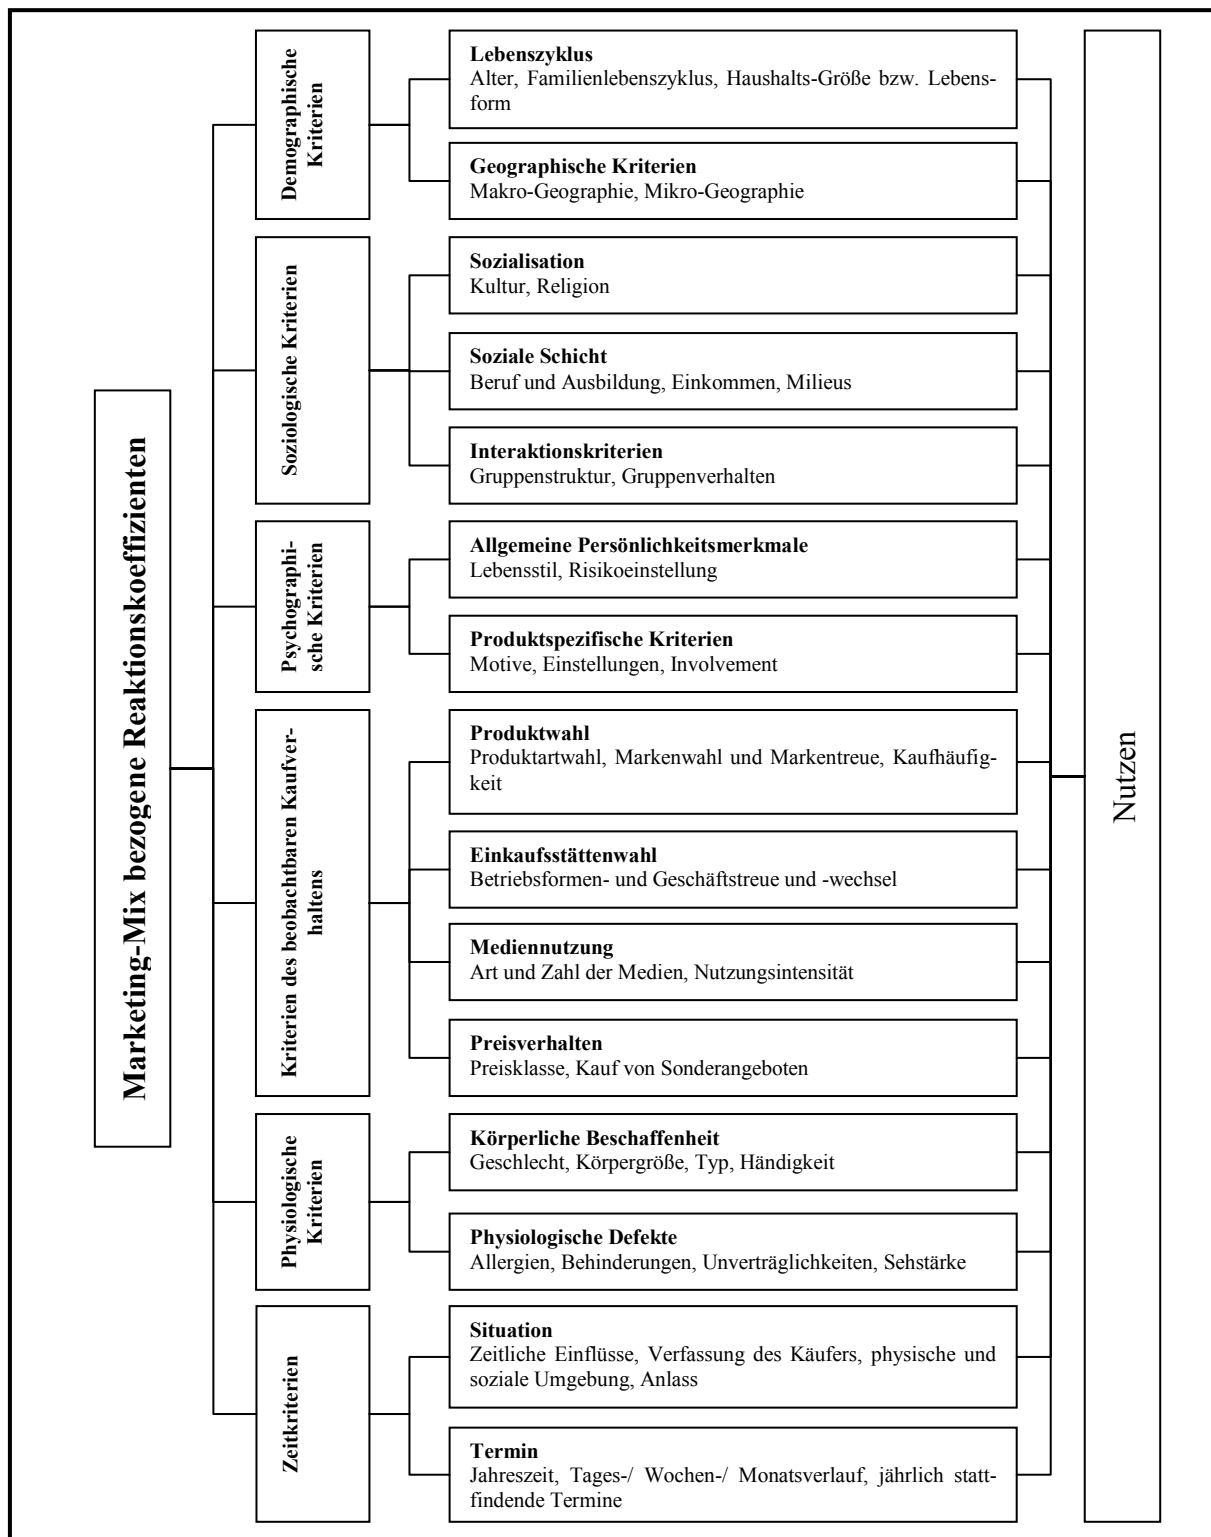 Marketing-Mix bezogene Reaktionskoeffizienten
Demographische
Kriterien
Lebenszyklus
Alter, Familienlebenszyklus, Haushalts-Größe bzw. Lebens-
form
Geographische Kriterien
Makro-Geographie, Mikro-Geographie
Soziologische Kriterien
Sozialisation
Kultur, Religion
Soziale Schicht
Beruf und Ausbildung, Einkommen, Milieus
Interaktionskriterien
Gruppenstruktur, Gruppenverhalten
Psychographi-
sche Kriterien
Allgemeine Persönlichkeitsmerkmale
Lebensstil, Risikoeinstellung
Produktspezifische Kriterien
Motive, Einstellungen, Involvement
Kriterien des beobachtbaren Kaufver-
haltens
Produktwahl
Produktartwahl, Markenwahl und Markentreue, Kaufhäufig-
keit
Einkaufsstättenwahl
Betriebsformen- und Geschäftstreue und -wechsel
Mediennutzung
Art und Zahl der Medien, Nutzungsintensität
Preisverhalten
Preisklasse, Kauf von Sonderangeboten
Physiologische
Kriterien
Körperliche Beschaffenheit
Geschlecht, Körpergröße, Typ, Händigkeit
Physiologische Defekte
Allergien, Behinderungen, Unverträglichkeiten, Sehstärke
Zeitkriterien
Situation
Zeitliche Einflüsse, Verfassung des Käufers, physische und
soziale Umgebung, Anlass
Termin
Jahreszeit, Tages-/ Wochen-/ Monatsverlauf, jährlich statt-
findende Termine
Nutzen